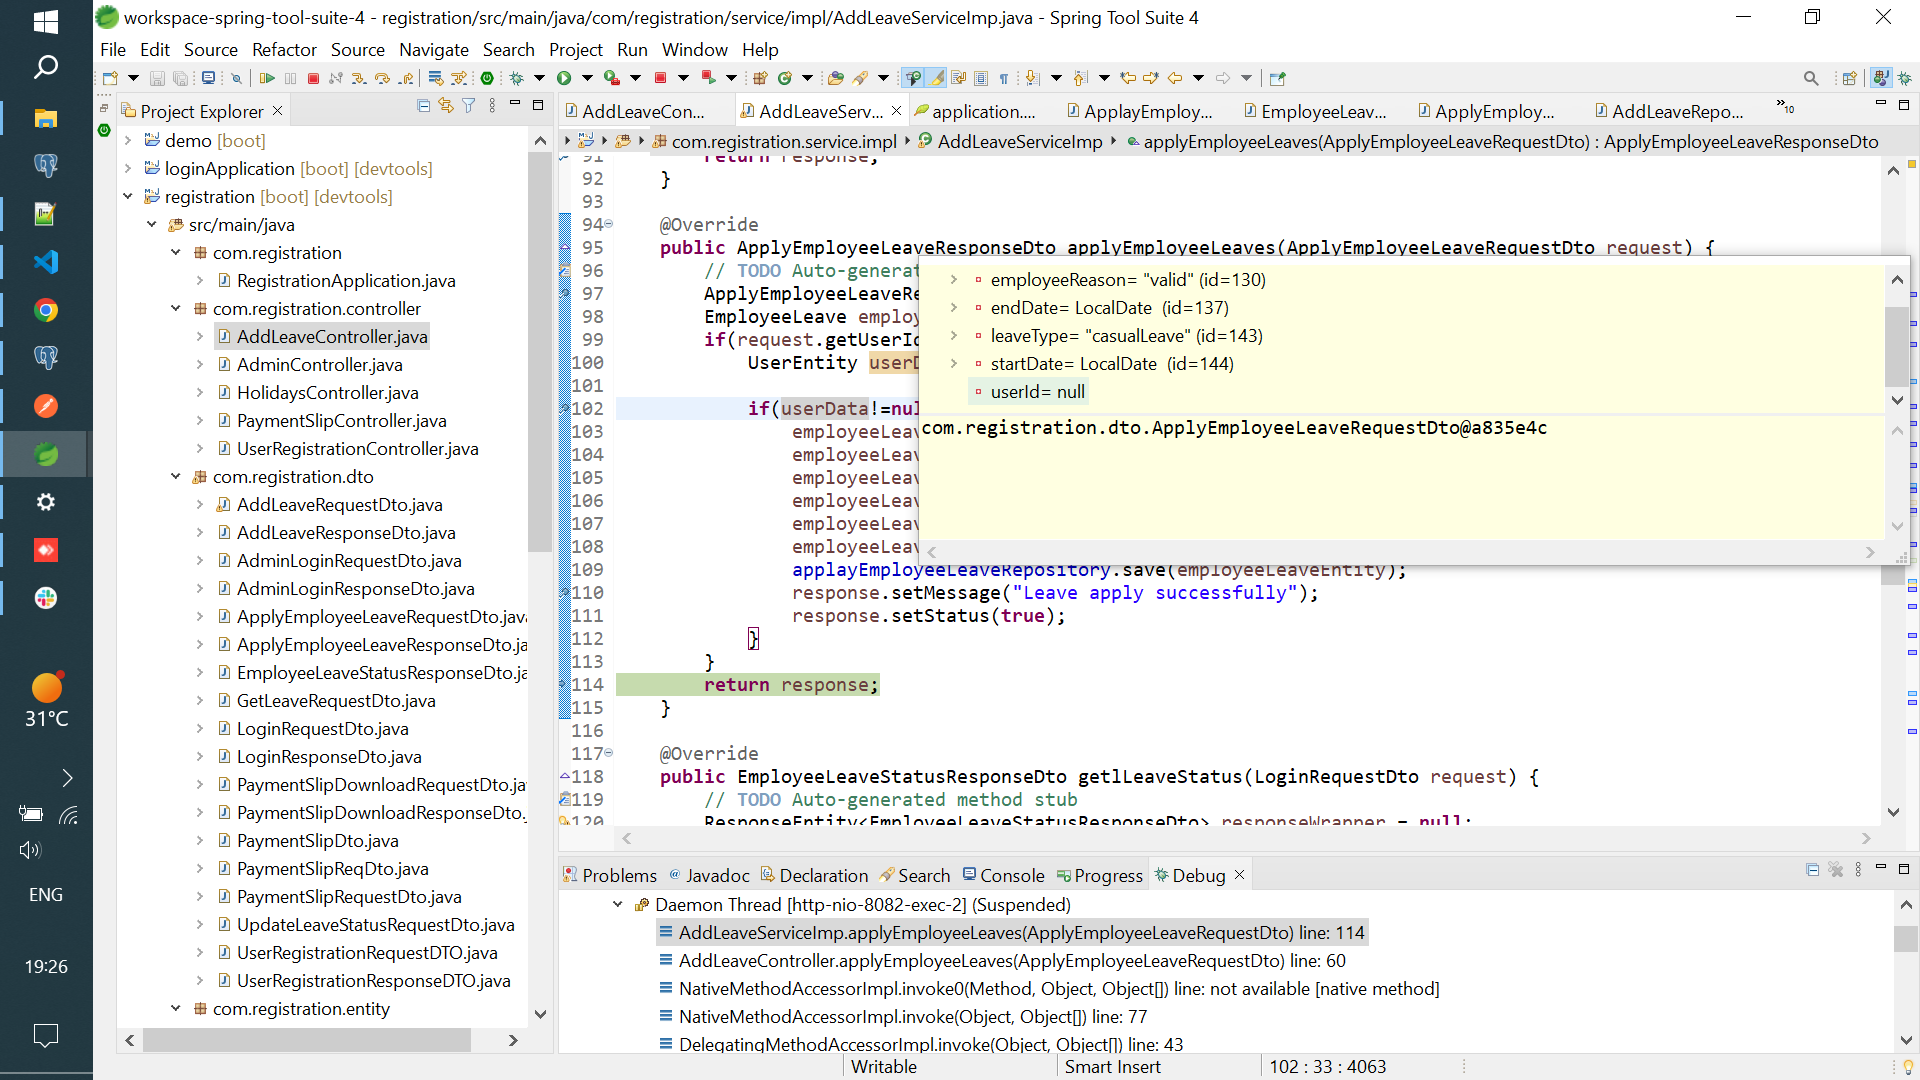 workspace-spring-tool-suite-4 - registration/src/main/java/com/registration/service/impl/AddLeaveServiceImp.java - Spring Tool Suite 4
File Edit Source Refactor Source Navigate Search Project Run Window Help
Project Explorer
demo [boot]
loginApplication [boot] [devtools]
registration [boot] [devtools]
src/main/java
com.registration
RegistrationApplication.java
com.registration.controller
AddLeaveController.java
AdminController.java
HolidaysController.java
PaymentSlipController.java
UserRegistrationController.java
com.registration.dto
AddLeaveRequestDto.java
AddLeaveResponseDto.java
AdminLoginRequestDto.java
AdminLoginResponseDto.java
ApplyEmployeeLeaveRequestDto.java
ApplyEmployeeLeaveResponseDto.ja
EmployeeLeaveStatusResponseDto.ja
GetLeaveRequestDto.java
LoginRequestDto.java
LoginResponseDto.java
PaymentSlipDownloadRequestDto.jav
PaymentSlipDownloadResponseDto.
PaymentSlipDto.java
PaymentSlipReqDto.java
PaymentSlipRequestDto.java
UpdateLeaveStatusRequestDto.java
UserRegistrationRequestDTO.java
UserRegistrationResponseDTO.java
com.registration.entity
AddLeaveCon... AddLeaveServ... application.... ApplayEmploy... EmployeeLeav... ApplyEmploy... AddLeaveRepo... »10
com.registration.service.impl AddLeaveServiceImp applyEmployeeLeaves(ApplyEmployeeLeaveRequestDto) : ApplyEmployeeLeaveResponseDto
91 return response;
92 }
93
94 @Override
95 public ApplyEmployeeLeaveResponseDto applyEmployeeLeaves(ApplyEmployeeLeaveRequestDto request) {
96 // TODO Auto-generat
97 ApplyEmployeeLeaveRe
98 EmployeeLeave employ
99 if(request.getUserId
100 UserEntity userD
101
102 if(userData!=nul
103 employeeLeav
104 employeeLeav
105 employeeLeav
106 employeeLeav
107 employeeLeav
108 employeeLeav
109 applayEmployeeLeaveRepository.save(employeeLeaveEntity);
110 response.setMessage("Leave apply successfully");
111 response.setStatus(true);
112 }
113 }
114 return response;
115 }
116
117 @Override
118 public EmployeeLeaveStatusResponseDto getlLeaveStatus(LoginRequestDto request) {
119 // TODO Auto-generated method stub
120 ResponseEntity<EmployeeLeaveStatusResponseDto> responseWrapper = null;
employeeReason= "valid" (id=130)
endDate= LocalDate (id=137)
leaveType= "casualLeave" (id=143)
startDate= LocalDate (id=144)
userId= null
com.registration.dto.ApplyEmployeeLeaveRequestDto@a835e4c
Problems Javadoc Declaration Search Console Progress Debug
Daemon Thread [http-nio-8082-exec-2] (Suspended)
AddLeaveServiceImp.applyEmployeeLeaves(ApplyEmployeeLeaveRequestDto) line: 114
AddLeaveController.applyEmployeeLeaves(ApplyEmployeeLeaveRequestDto) line: 60
NativeMethodAccessorImpl.invoke0(Method, Object, Object[]) line: not available [native method]
NativeMethodAccessorImpl.invoke(Object, Object[]) line: 77
DelegatingMethodAccessorImpl.invoke(Object, Object[]) line: 43
Writable Smart Insert 102 : 33 : 4063
31°C
ENG
19:26